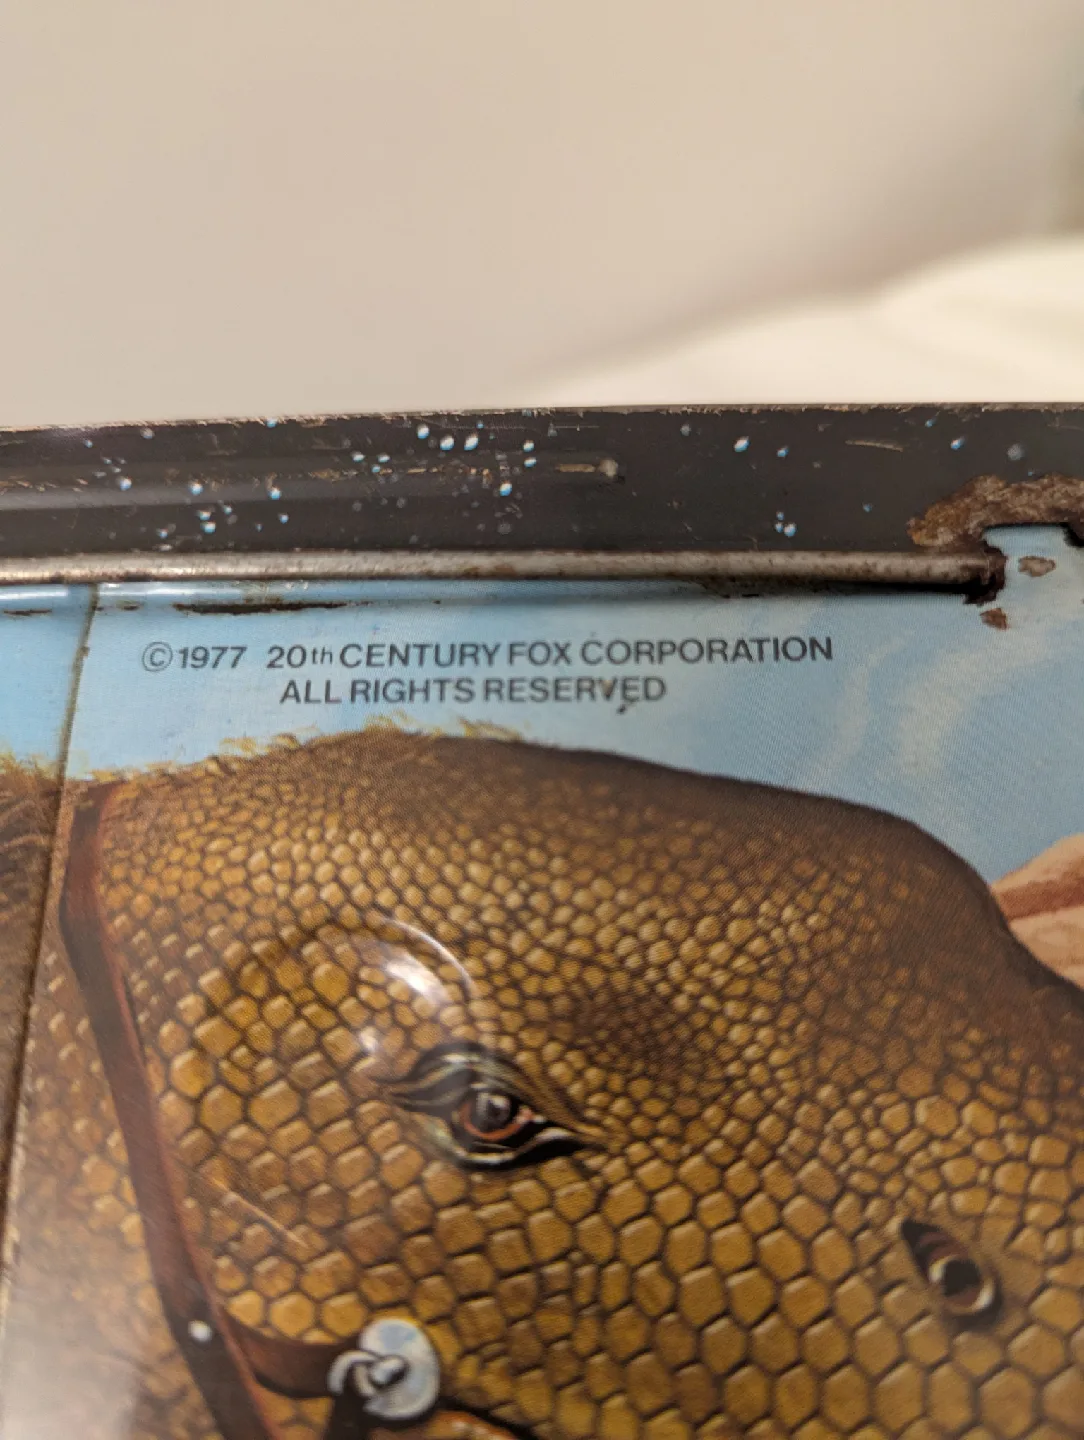 ©1977 20th CENTURY FOX CORPORATION
ALL RIGHTS RESERVED